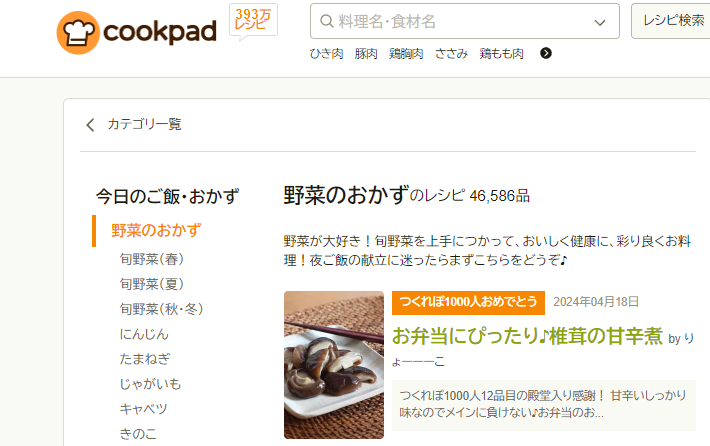 cookpad
393万
レシピ
料理名・食材名
レシピ検索
ひき肉 豚肉 鶏胸肉 ささみ 鶏もも肉
カテゴリ一覧
今日のご飯・おかず
野菜のおかず
旬野菜(春)
旬野菜(夏)
旬野菜(秋・冬)
にんじん
たまねぎ
じゃがいも
キャベツ
きのこ
野菜のおかずのレシピ 46,586品
野菜が大好き！旬野菜を上手につかって、おいしく健康に、彩り良くお料
理！夜ご飯の献立に迷ったらまずこちらをどうぞ♪
つくれぽ1000人おめでとう 2024年04月18日
お弁当にぴったり♪椎茸の甘辛煮 by り
ょーーーこ
つくれぽ1000人12品目の殿堂入り感謝！ 甘辛いしっかり
味なのでメインに負けない♪お弁当のお...